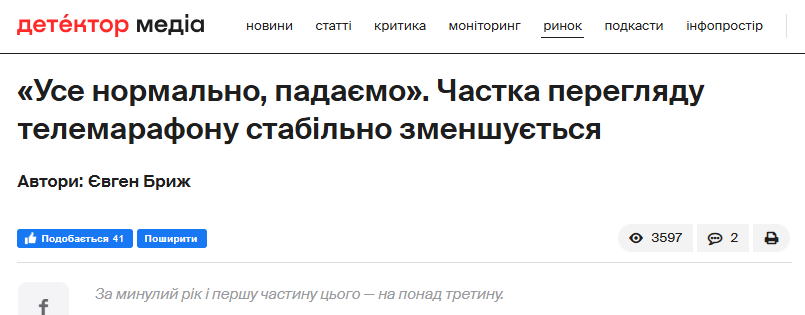 детектор медіа
новини статті критика моніторинг ринок подкасти інфопростір
«Усе нормально, падаємо». Частка перегляду
телемарафону стабільно зменшується
Автори: Євген Бриж
Подобається 41 Поширити 3597 2
За минулий рік і першу частину цього — на понад третину.